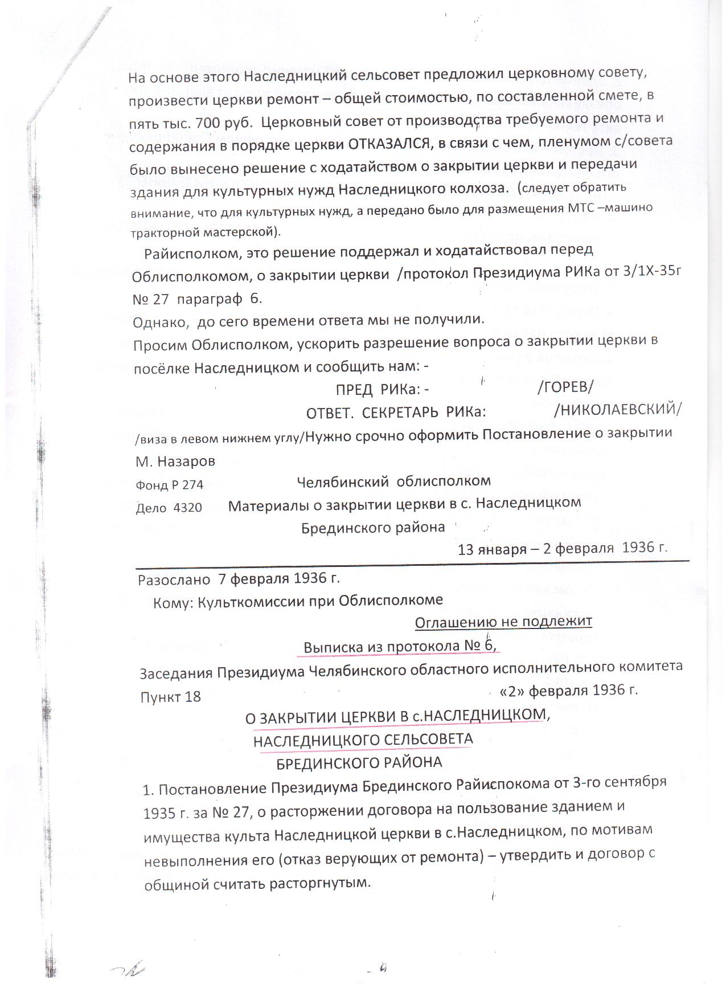 На основе этого Наследницкий сельсовет предложил церковному совету,
произвести церкви ремонт – общей стоимостью, по составленной смете, в
пять тыс. 700 руб. Церковный совет от производства требуемого ремонта и
содержания в порядке церкви ОТКАЗАЛСЯ, в связи с чем, пленумом с/совета
было вынесено решение с ходатайством о закрытии церкви и передачи
здания для культурных нужд Наследницкого колхоза. (следует обратить
внимание, что для культурных нужд, а передано было для размещения МТС –машино
тракторной мастерской).
Райисполком, это решение поддержал и ходатайствовал перед
Облисполкомом, о закрытии церкви /протокол Президиума РИКа от 3/1Х-35г
№ 27 параграф 6.
Однако, до сего времени ответа мы не получили.
Просим Облисполком, ускорить разрешение вопроса о закрытии церкви в
посёлке Наследницком и сообщить нам: -
ПРЕД РИКа: - /ГОРЕВ/
ОТВЕТ. СЕКРЕТАРЬ РИКа: /НИКОЛАЕВСКИЙ/
/виза в левом нижнем углу/Нужно срочно оформить Постановление о закрытии
М. Назаров
Фонд Р 274 Челябинский облисполком
Дело 4320 Материалы о закрытии церкви в с. Наследницком
Брединского района
13 января – 2 февраля 1936 г.
Разослано 7 февраля 1936 г.
Кому: Культкомиссии при Облисполкоме
Оглашению не подлежит
Выписка из протокола № 6,
Заседания Президиума Челябинского областного исполнительного комитета
Пункт 18 «2» февраля 1936 г.
О ЗАКРЫТИИ ЦЕРКВИ В с.НАСЛЕДНИЦКОМ,
НАСЛЕДНИЦКОГО СЕЛЬСОВЕТА
БРЕДИНСКОГО РАЙОНА
1. Постановление Президиума Брединского Райиспокома от 3-го сентября
1935 г. за № 27, о расторжении договора на пользование зданием и
имущества культа Наследницкой церкви в с.Наследницком, по мотивам
невыполнения его (отказ верующих от ремонта) – утвердить и договор с
общиной считать расторгнутым.